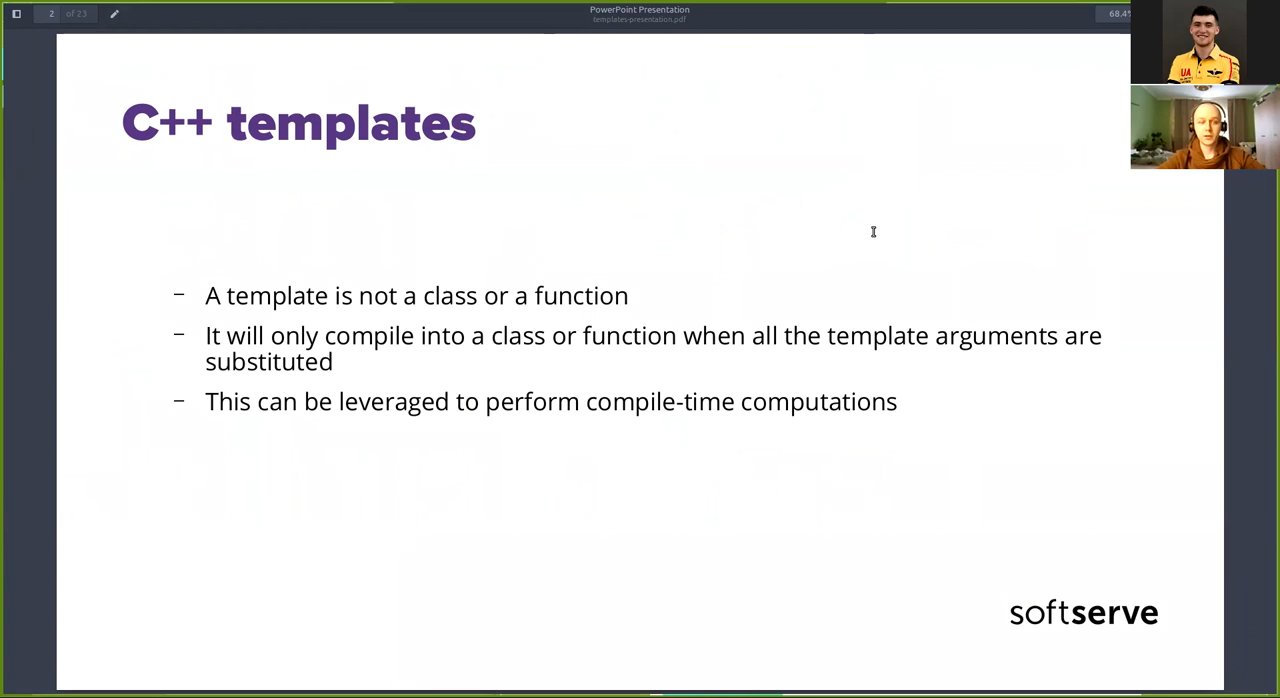 PowerPoint Presentation
2 of 23
templates-presentation.pdf
68.4%
UA
C++ templates
– A template is not a class or a function
– It will only compile into a class or function when all the template arguments are
substituted
– This can be leveraged to perform compile-time computations
softserve